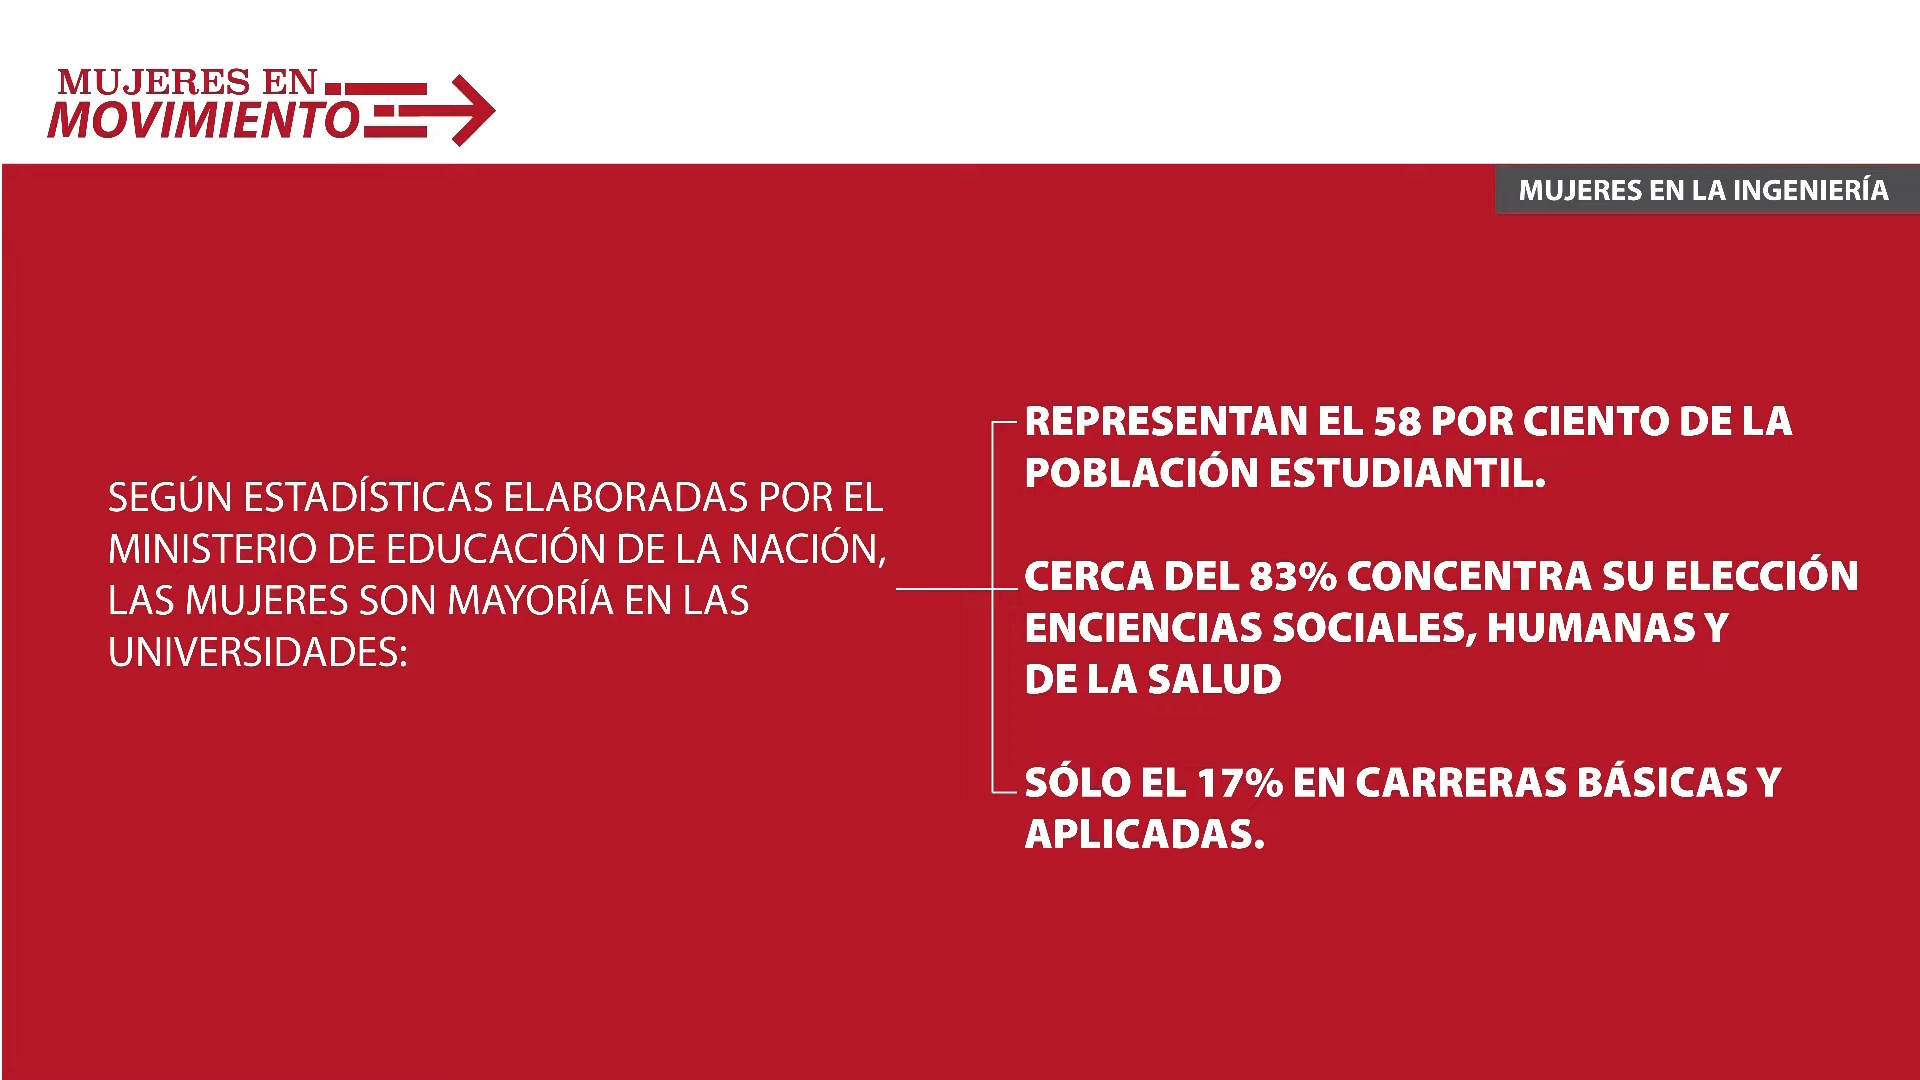 MUJERES EN
MOVIMIENTO
MUJERES EN LA INGENIERÍA
SEGÚN ESTADÍSTICAS ELABORADAS POR EL
MINISTERIO DE EDUCACIÓN DE LA NACIÓN,
LAS MUJERES SON MAYORÍA EN LAS
UNIVERSIDADES:
REPRESENTAN EL 58 POR CIENTO DE LA
POBLACIÓN ESTUDIANTIL.
CERCA DEL 83% CONCENTRA SU ELECCIÓN
ENCIENCIAS SOCIALES, HUMANAS Y
DE LA SALUD
SÓLO EL 17% EN CARRERAS BÁSICAS Y
APLICADAS.